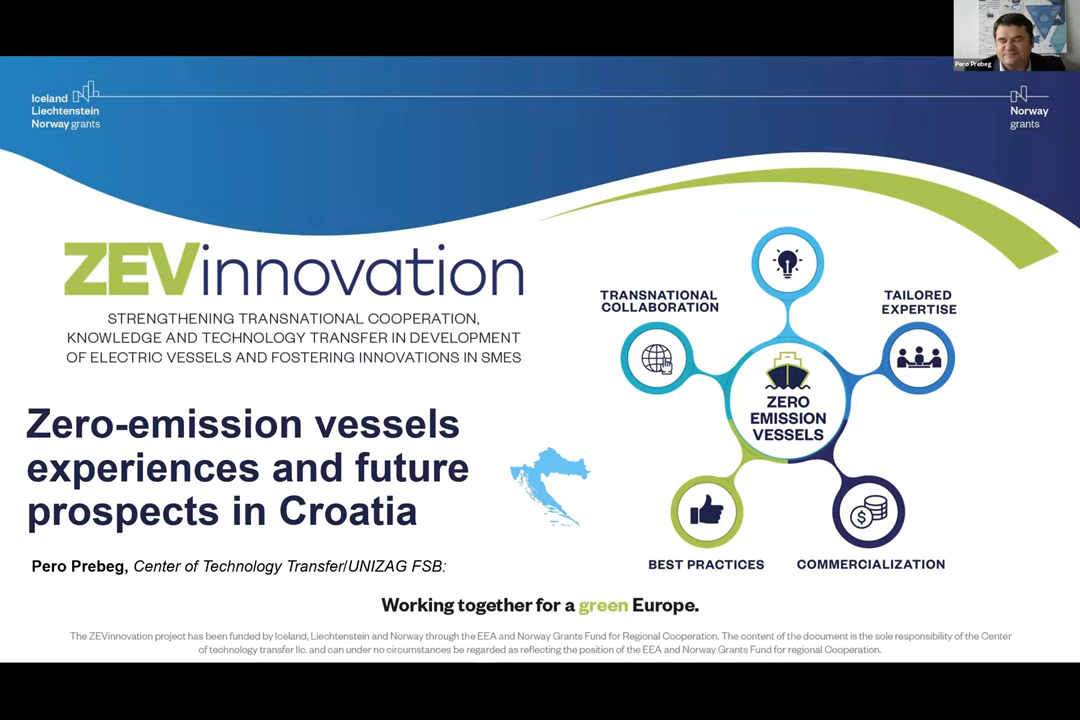 Pero Prebeg
Iceland
Liechtenstein
Norway grants
Norway
grants
ZEVinnovation
STRENGTHENING TRANSNATIONAL COOPERATION,
KNOWLEDGE AND TECHNOLOGY TRANSFER IN DEVELOPMENT
OF ELECTRIC VESSELS AND FOSTERING INNOVATIONS IN SMES
TRANSNATIONAL
COLLABORATION
TAILORED
EXPERTISE
ZERO
EMISSION
VESSELS
BEST PRACTICES
COMMERCIALIZATION
Zero-emission vessels
experiences and future
prospects in Croatia
Pero Prebeg, Center of Technology Transfer/UNIZAG FSB:
Working together for a green Europe.
The ZEVinnovation project has been funded by Iceland, Liechtenstein and Norway through the EEA and Norway Grants Fund for Regional Cooperation. The content of the document is the sole responsibility of the Center
of technology transfer llc. and can under no circumstances be regarded as reflecting the position of the EEA and Norway Grants Fund for regional Cooperation.